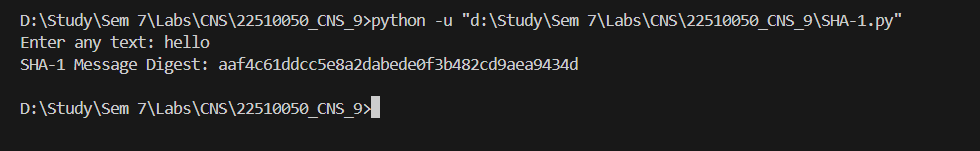 D:\Study\Sem 7\Labs\CNS\22510050_CNS_9>python -u "d:\Study\Sem 7\Labs\CNS\22510050_CNS_9\SHA-1.py"
Enter any text: hello
SHA-1 Message Digest: aaf4c61ddcc5e8a2dabede0f3b482cd9aea9434d
D:\Study\Sem 7\Labs\CNS\22510050_CNS_9>